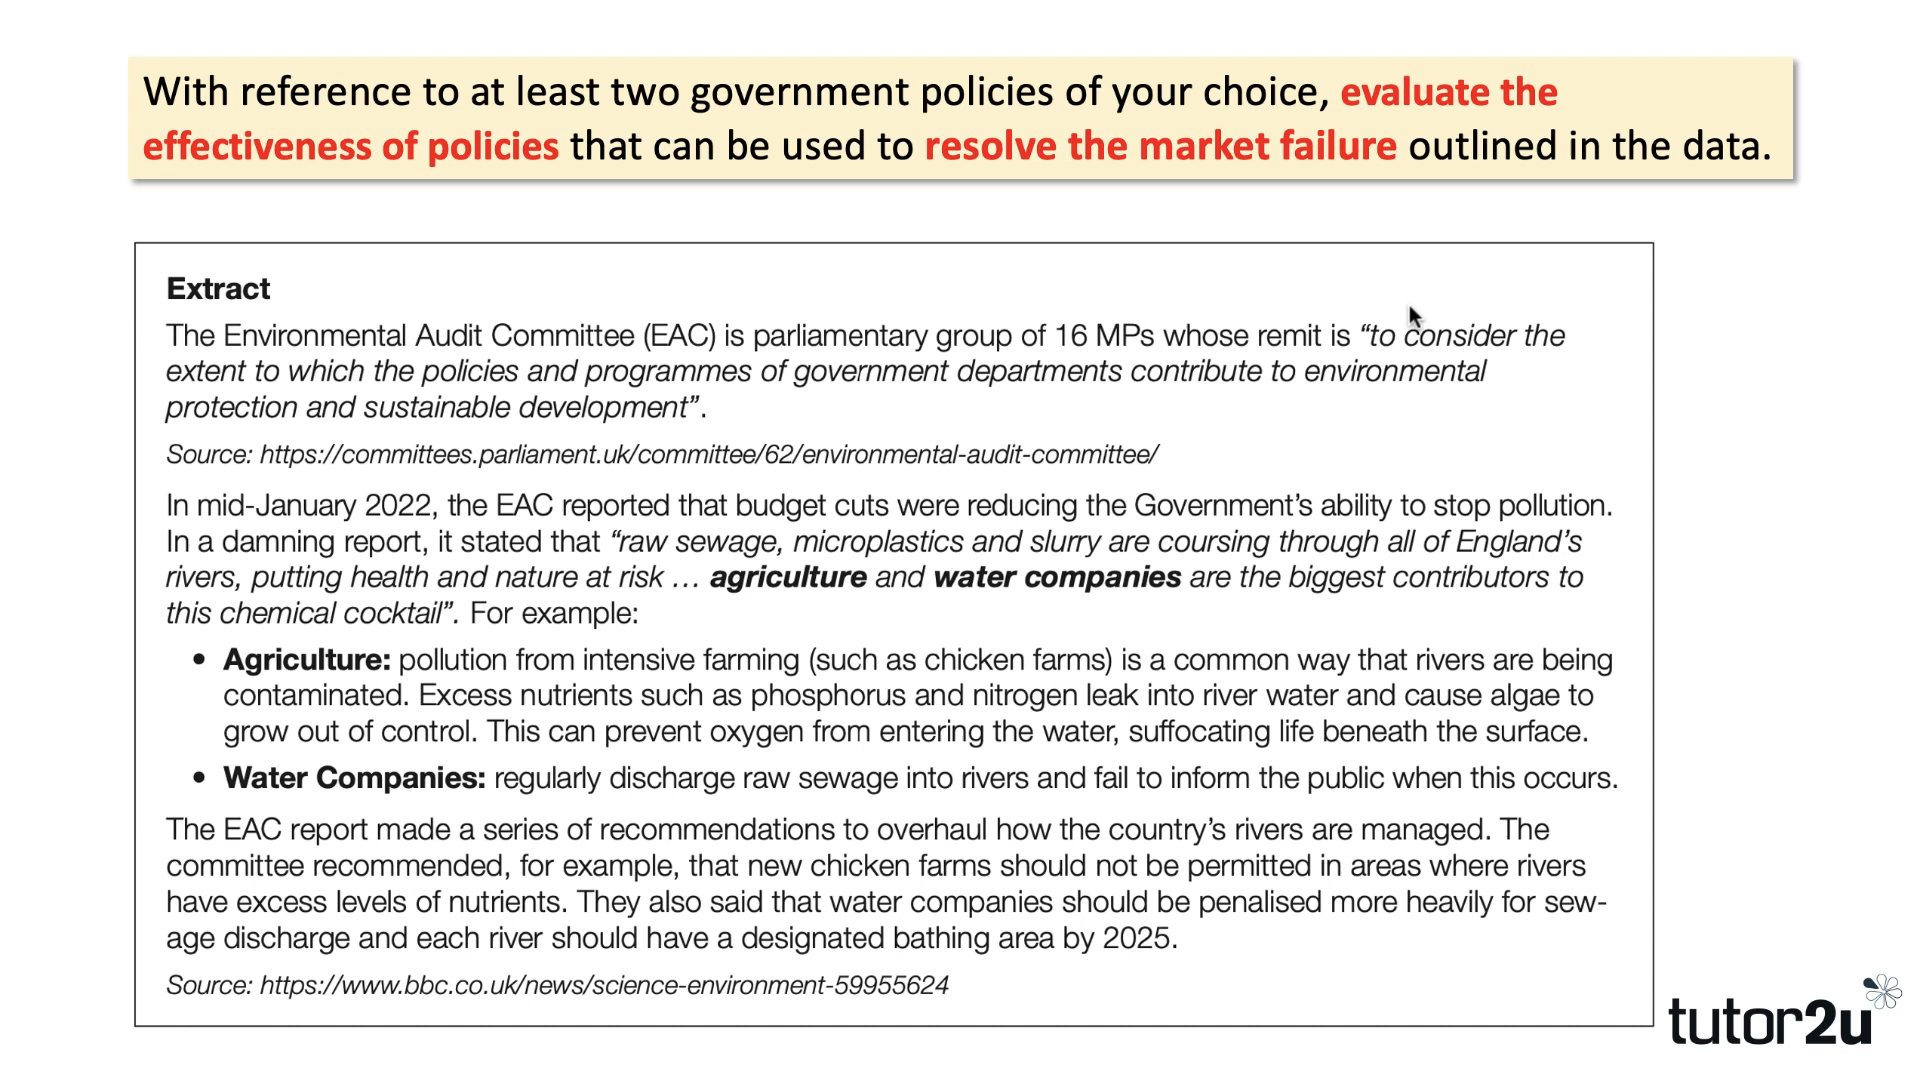 With reference to at least two government policies of your choice, evaluate the
effectiveness of policies that can be used to resolve the market failure outlined in the data.
Extract
The Environmental Audit Committee (EAC) is parliamentary group of 16 MPs whose remit is “to consider the
extent to which the policies and programmes of government departments contribute to environmental
protection and sustainable development”.
Source: https://committees.parliament.uk/committee/62/environmental-audit-committee/
In mid-January 2022, the EAC reported that budget cuts were reducing the Government’s ability to stop pollution.
In a damning report, it stated that “raw sewage, microplastics and slurry are coursing through all of England’s
rivers, putting health and nature at risk … agriculture and water companies are the biggest contributors to
this chemical cocktail”. For example:
• Agriculture: pollution from intensive farming (such as chicken farms) is a common way that rivers are being
contaminated. Excess nutrients such as phosphorus and nitrogen leak into river water and cause algae to
grow out of control. This can prevent oxygen from entering the water, suffocating life beneath the surface.
• Water Companies: regularly discharge raw sewage into rivers and fail to inform the public when this occurs.
The EAC report made a series of recommendations to overhaul how the country’s rivers are managed. The
committee recommended, for example, that new chicken farms should not be permitted in areas where rivers
have excess levels of nutrients. They also said that water companies should be penalised more heavily for sew-
age discharge and each river should have a designated bathing area by 2025.
Source: https://www.bbc.co.uk/news/science-environment-59955624
tutor2u